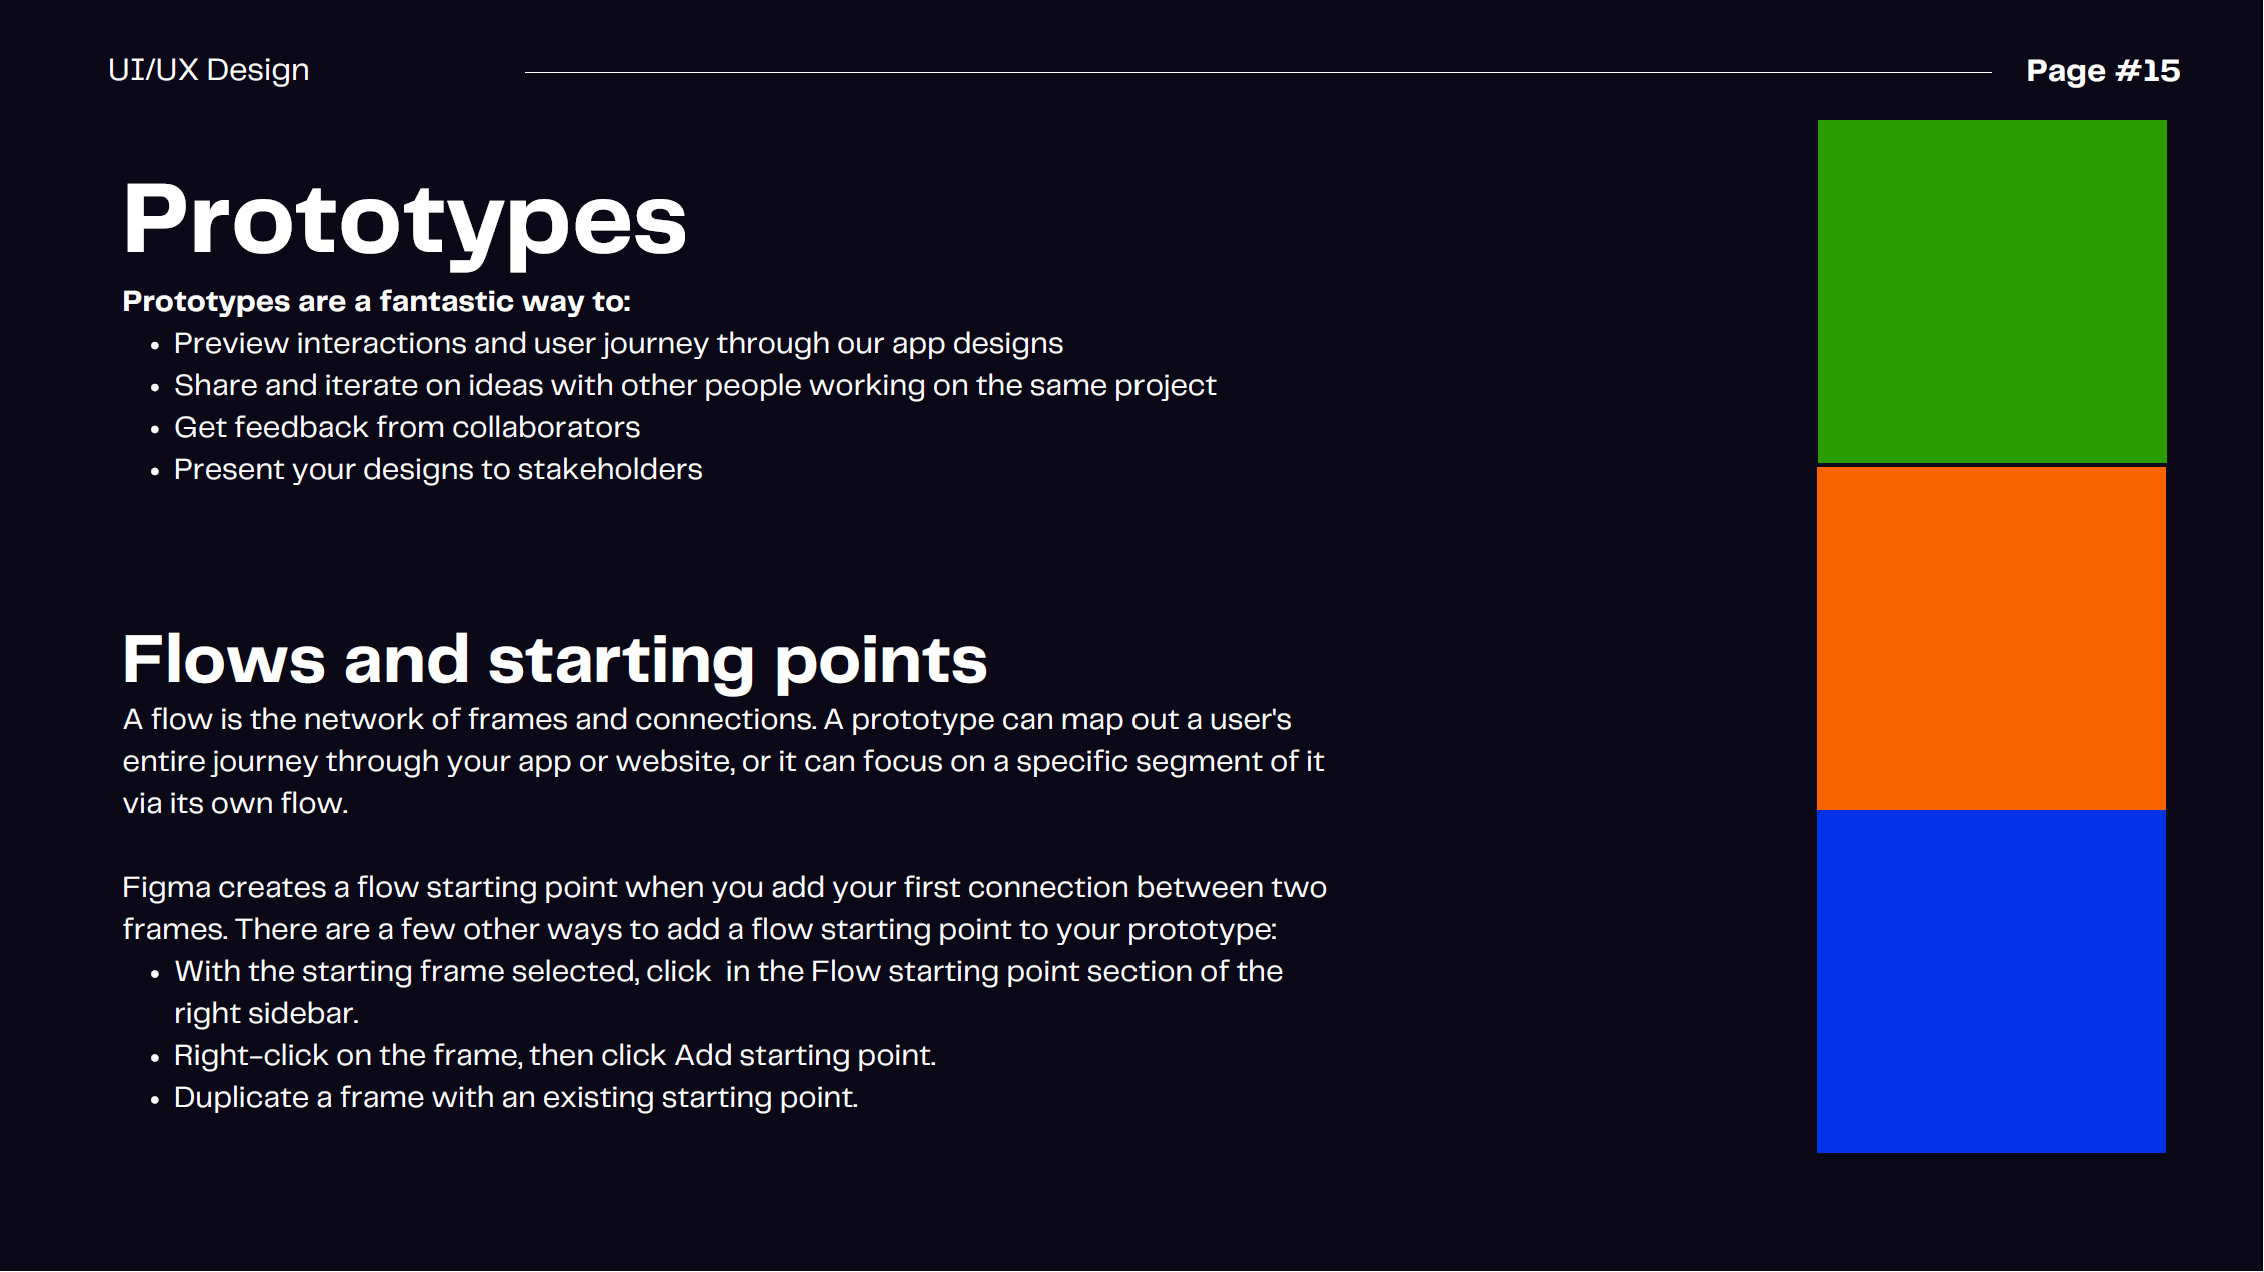 UI/UX Design
Page #15
Prototypes
Prototypes are a fantastic way to:
• Preview interactions and user journey through our app designs
• Share and iterate on ideas with other people working on the same project
• Get feedback from collaborators
• Present your designs to stakeholders
Flows and starting points
A flow is the network of frames and connections. A prototype can map out a user's
entire journey through your app or website, or it can focus on a specific segment of it
via its own flow.
Figma creates a flow starting point when you add your first connection between two
frames. There are a few other ways to add a flow starting point to your prototype:
• With the starting frame selected, click  in the Flow starting point section of the
right sidebar.
• Right-click on the frame, then click Add starting point.
• Duplicate a frame with an existing starting point.